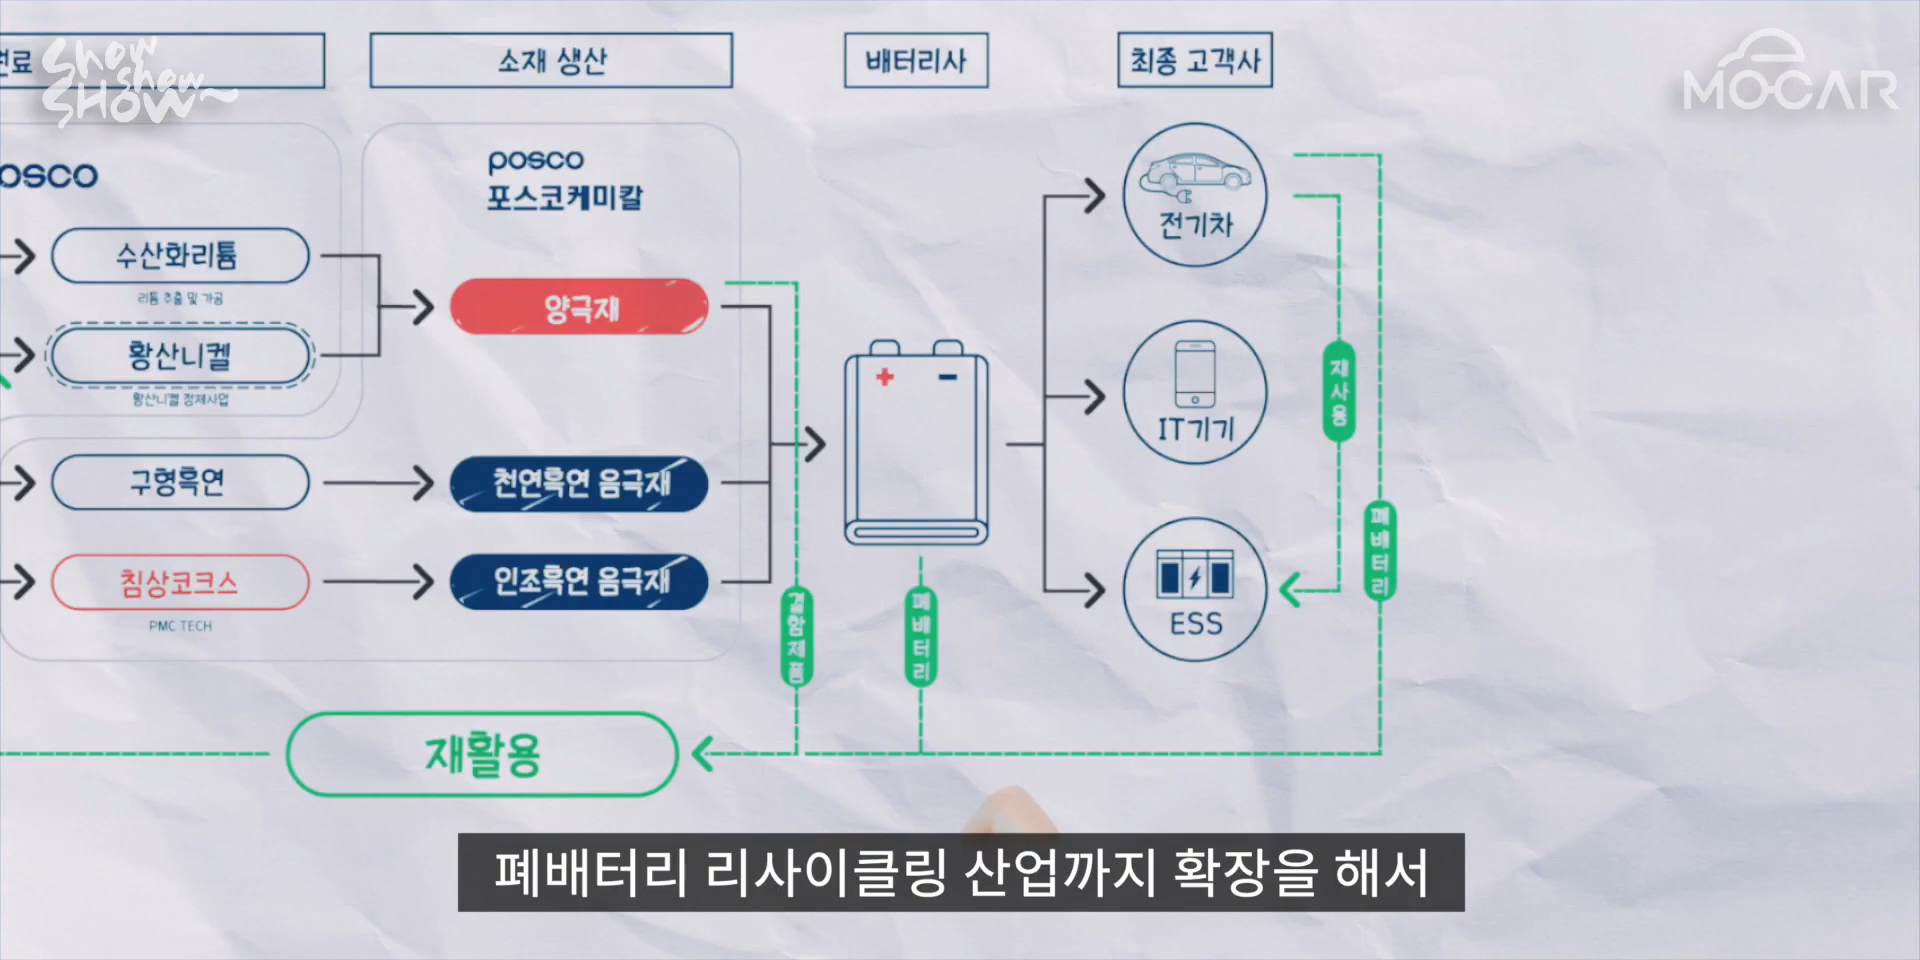 Show
show
SHOW~
MOCAR
원료
소재 생산
배터리사
최종 고객사
posco
posco
포스코케미칼
수산화리튬
리튬 추출 및 가공
황산니켈
황산니켈 정제사업
구형흑연
침상코크스
PMC TECH
양극재
천연흑연 음극재
인조흑연 음극재
+ -
전기차
IT기기
ESS
재사용
폐배터리
결함제품
폐배터리
재활용
폐배터리 리사이클링 산업까지 확장을 해서